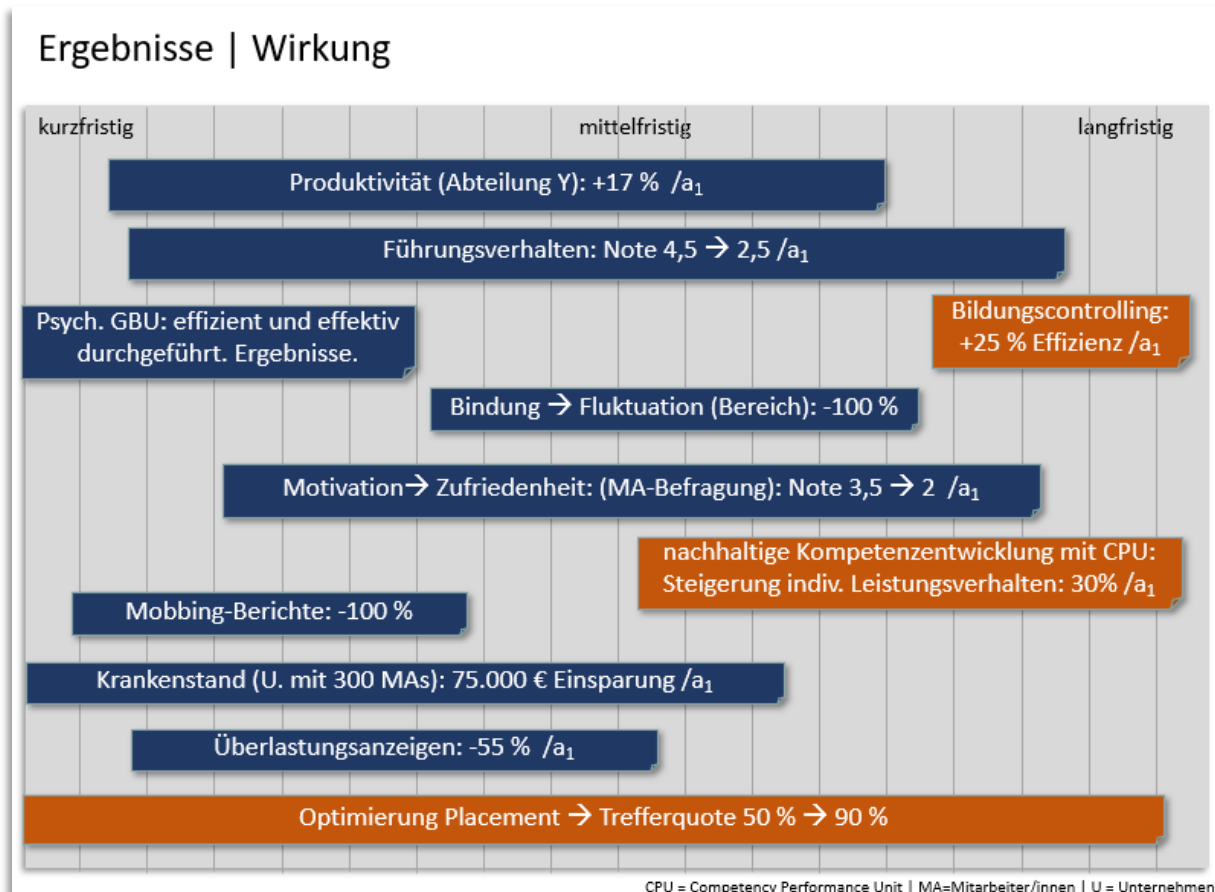 Ergebnisse | Wirkung
kurzfristig mittelfristig langfristig
Produktivität (Abteilung Y): +17 % /a₁
Führungsverhalten: Note 4,5 → 2,5 /a₁
Psych. GBU: effizient und effektiv
durchgeführt. Ergebnisse.
Bildungscontrolling:
+25 % Effizienz /a₁
Bindung → Fluktuation (Bereich): -100 %
Motivation→ Zufriedenheit: (MA-Befragung): Note 3,5 → 2 /a₁
nachhaltige Kompetenzentwicklung mit CPU:
Steigerung indiv. Leistungsverhalten: 30% /a₁
Mobbing-Berichte: -100 %
Krankenstand (U. mit 300 MAs): 75.000 € Einsparung /a₁
Überlastungsanzeigen: -55 % /a₁
Optimierung Placement → Trefferquote 50 % → 90 %
CPU = Competency Performance Unit | MA=Mitarbeiter/innen | U = Unternehmen